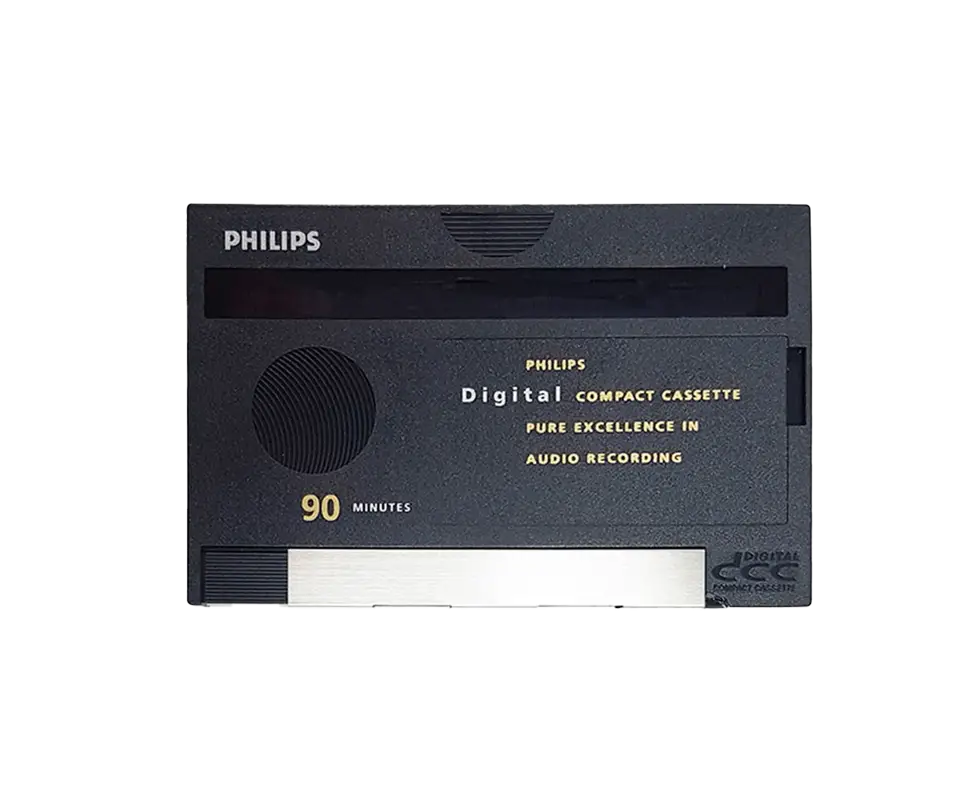 PHILIPS
PHILIPS
Digital COMPACT CASSETTE
PURE EXCELLENCE IN
AUDIO RECORDING
90 MINUTES
DIGITAL
dcc
COMPACT CASSETTE